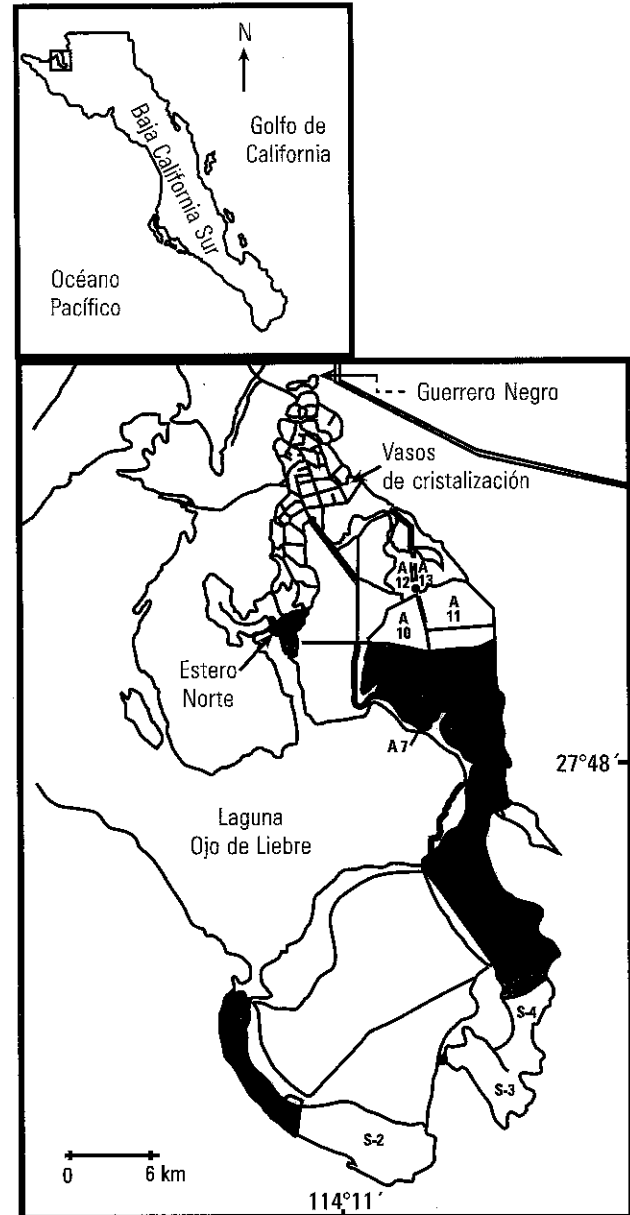 N
Golfo de
California
Baja California Sur
Océano
Pacífico
Guerrero Negro
Vasos
de cristalización
A
12
A
13
A
11
A
10
Estero
Norte
A 7
27°48´
Laguna
Ojo de Liebre
S-4
S-3
S-2
0 6 km
114°11´